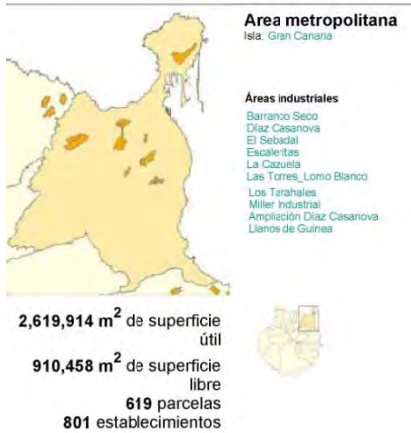 Area metropolitana
Isla: Gran Canaria
Áreas industriales
Barranco Seco
Díaz Casanova
El Sebadal
Escaleritas
La Cazuela
Las Torres_Lomo Blanco
Los Tarahales
Miller Industrial
Ampliación Díaz Casanova
Llanos de Guinea
2,619,914 m2 de superficie
útil
910,458 m2 de superficie
libre
619 parcelas
801 establecimientos